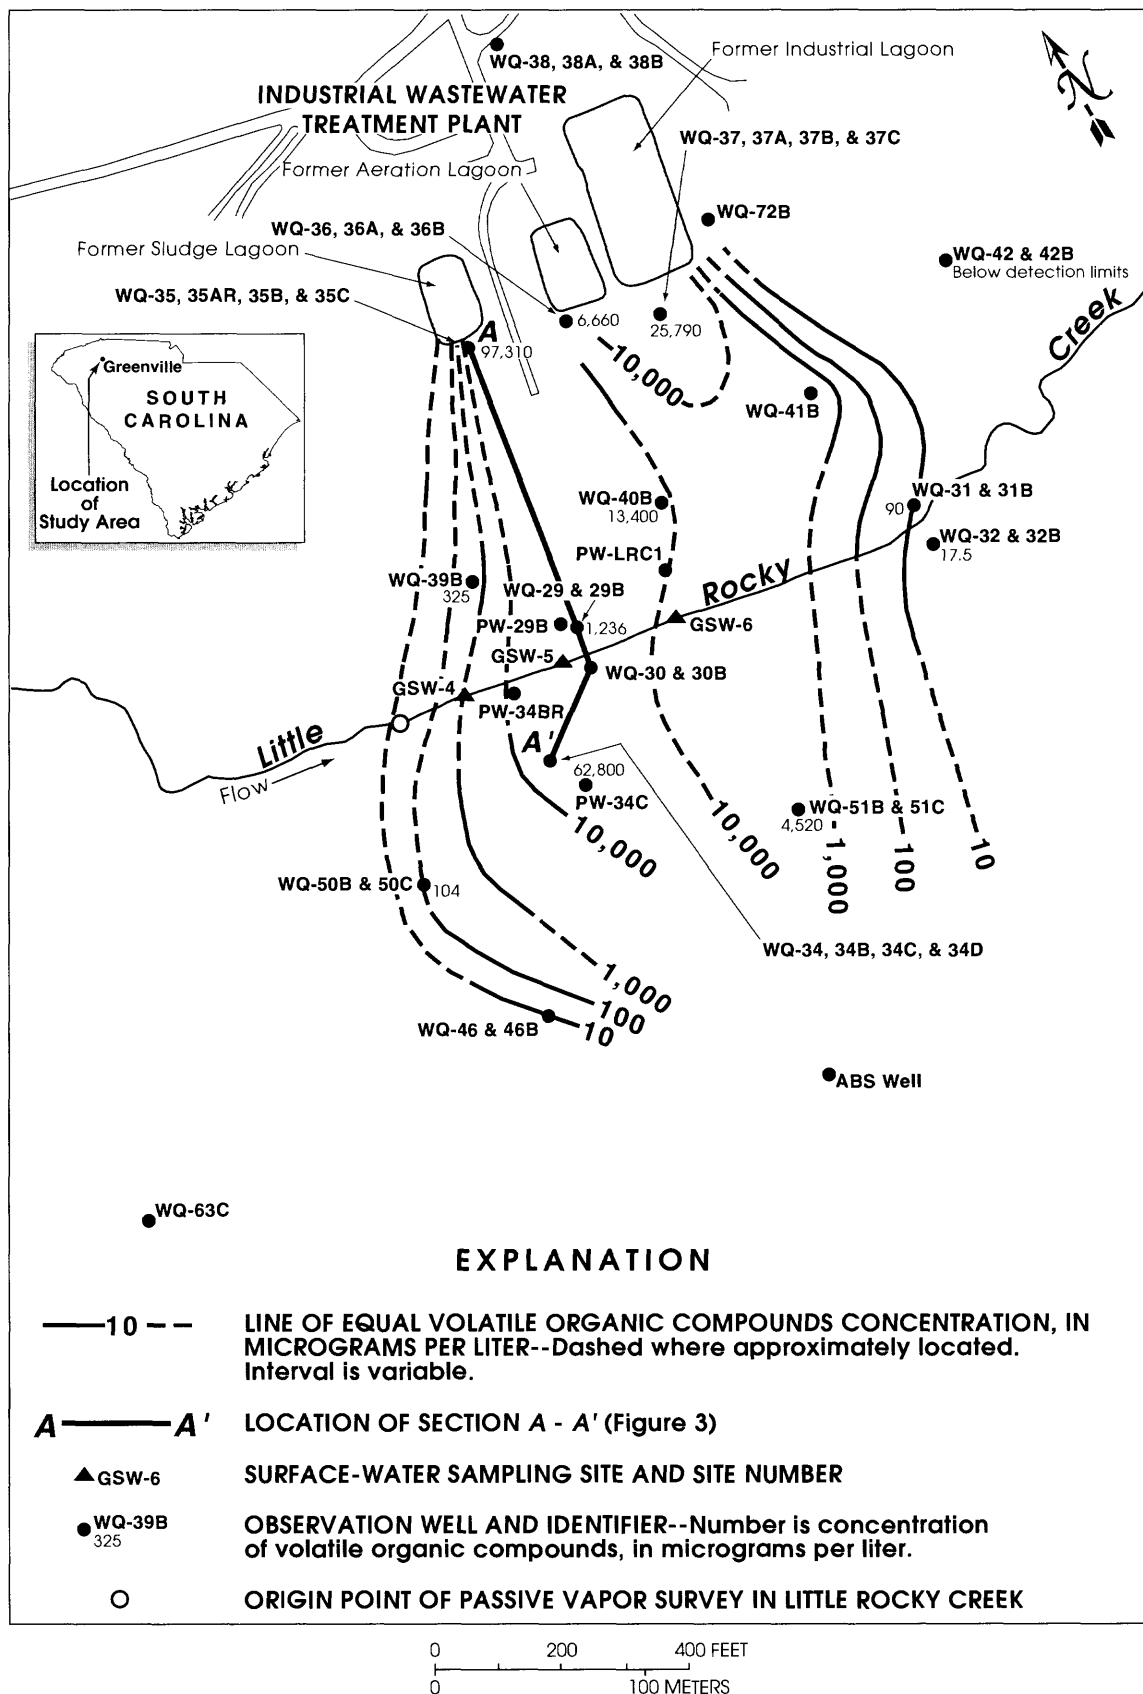 WQ-38, 38A, & 38B
Former Industrial Lagoon
N
INDUSTRIAL WASTEWATER
TREATMENT PLANT
WQ-37, 37A, 37B, & 37C
Former Aeration Lagoon
WQ-36, 36A, & 36B
WQ-72B
Former Sludge Lagoon
WQ-42 & 42B
Below detection limits
WQ-35, 35AR, 35B, & 35C
6,660
25,790
A
97,310
Creek
10,000
Greenville
SOUTH
CAROLINA
Location
of
Study Area
WQ-41B
WQ-40B
13,400
WQ-31 & 31B
90
WQ-32 & 32B
17.5
PW-LRC1
WQ-39B
325
WQ-29 & 29B
Rocky
PW-29B
1,236
GSW-6
GSW-5
WQ-30 & 30B
GSW-4
PW-34BR
Little
Flow
A'
62,800
PW-34C
10,000
10,000
WQ-51B & 51C
4,520
1,000
100
10
WQ-50B & 50C
104
WQ-34, 34B, 34C, & 34D
1,000
100
10
WQ-46 & 46B
ABS Well
WQ-63C
EXPLANATION
10
LINE OF EQUAL VOLATILE ORGANIC COMPOUNDS CONCENTRATION, IN
MICROGRAMS PER LITER--Dashed where approximately located.
Interval is variable.
A A' LOCATION OF SECTION A - A' (Figure 3)
GSW-6 SURFACE-WATER SAMPLING SITE AND SITE NUMBER
WQ-39B
325
OBSERVATION WELL AND IDENTIFIER--Number is concentration
of volatile organic compounds, in micrograms per liter.
ORIGIN POINT OF PASSIVE VAPOR SURVEY IN LITTLE ROCKY CREEK
0 200 400 FEET
0 100 METERS